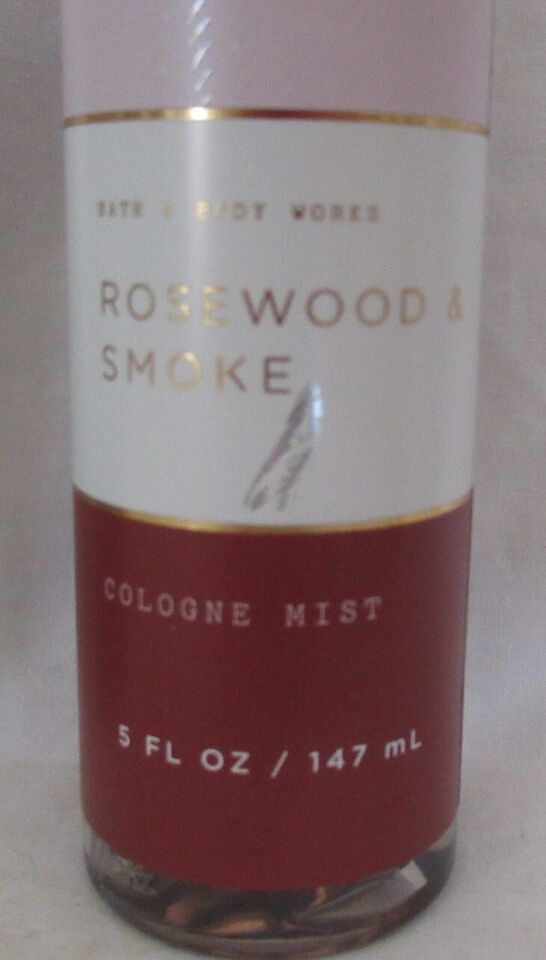 BATH & BODY WORKS
ROSEWOOD &
SMOKE
COLOGNE MIST
5 FL OZ / 147 mL